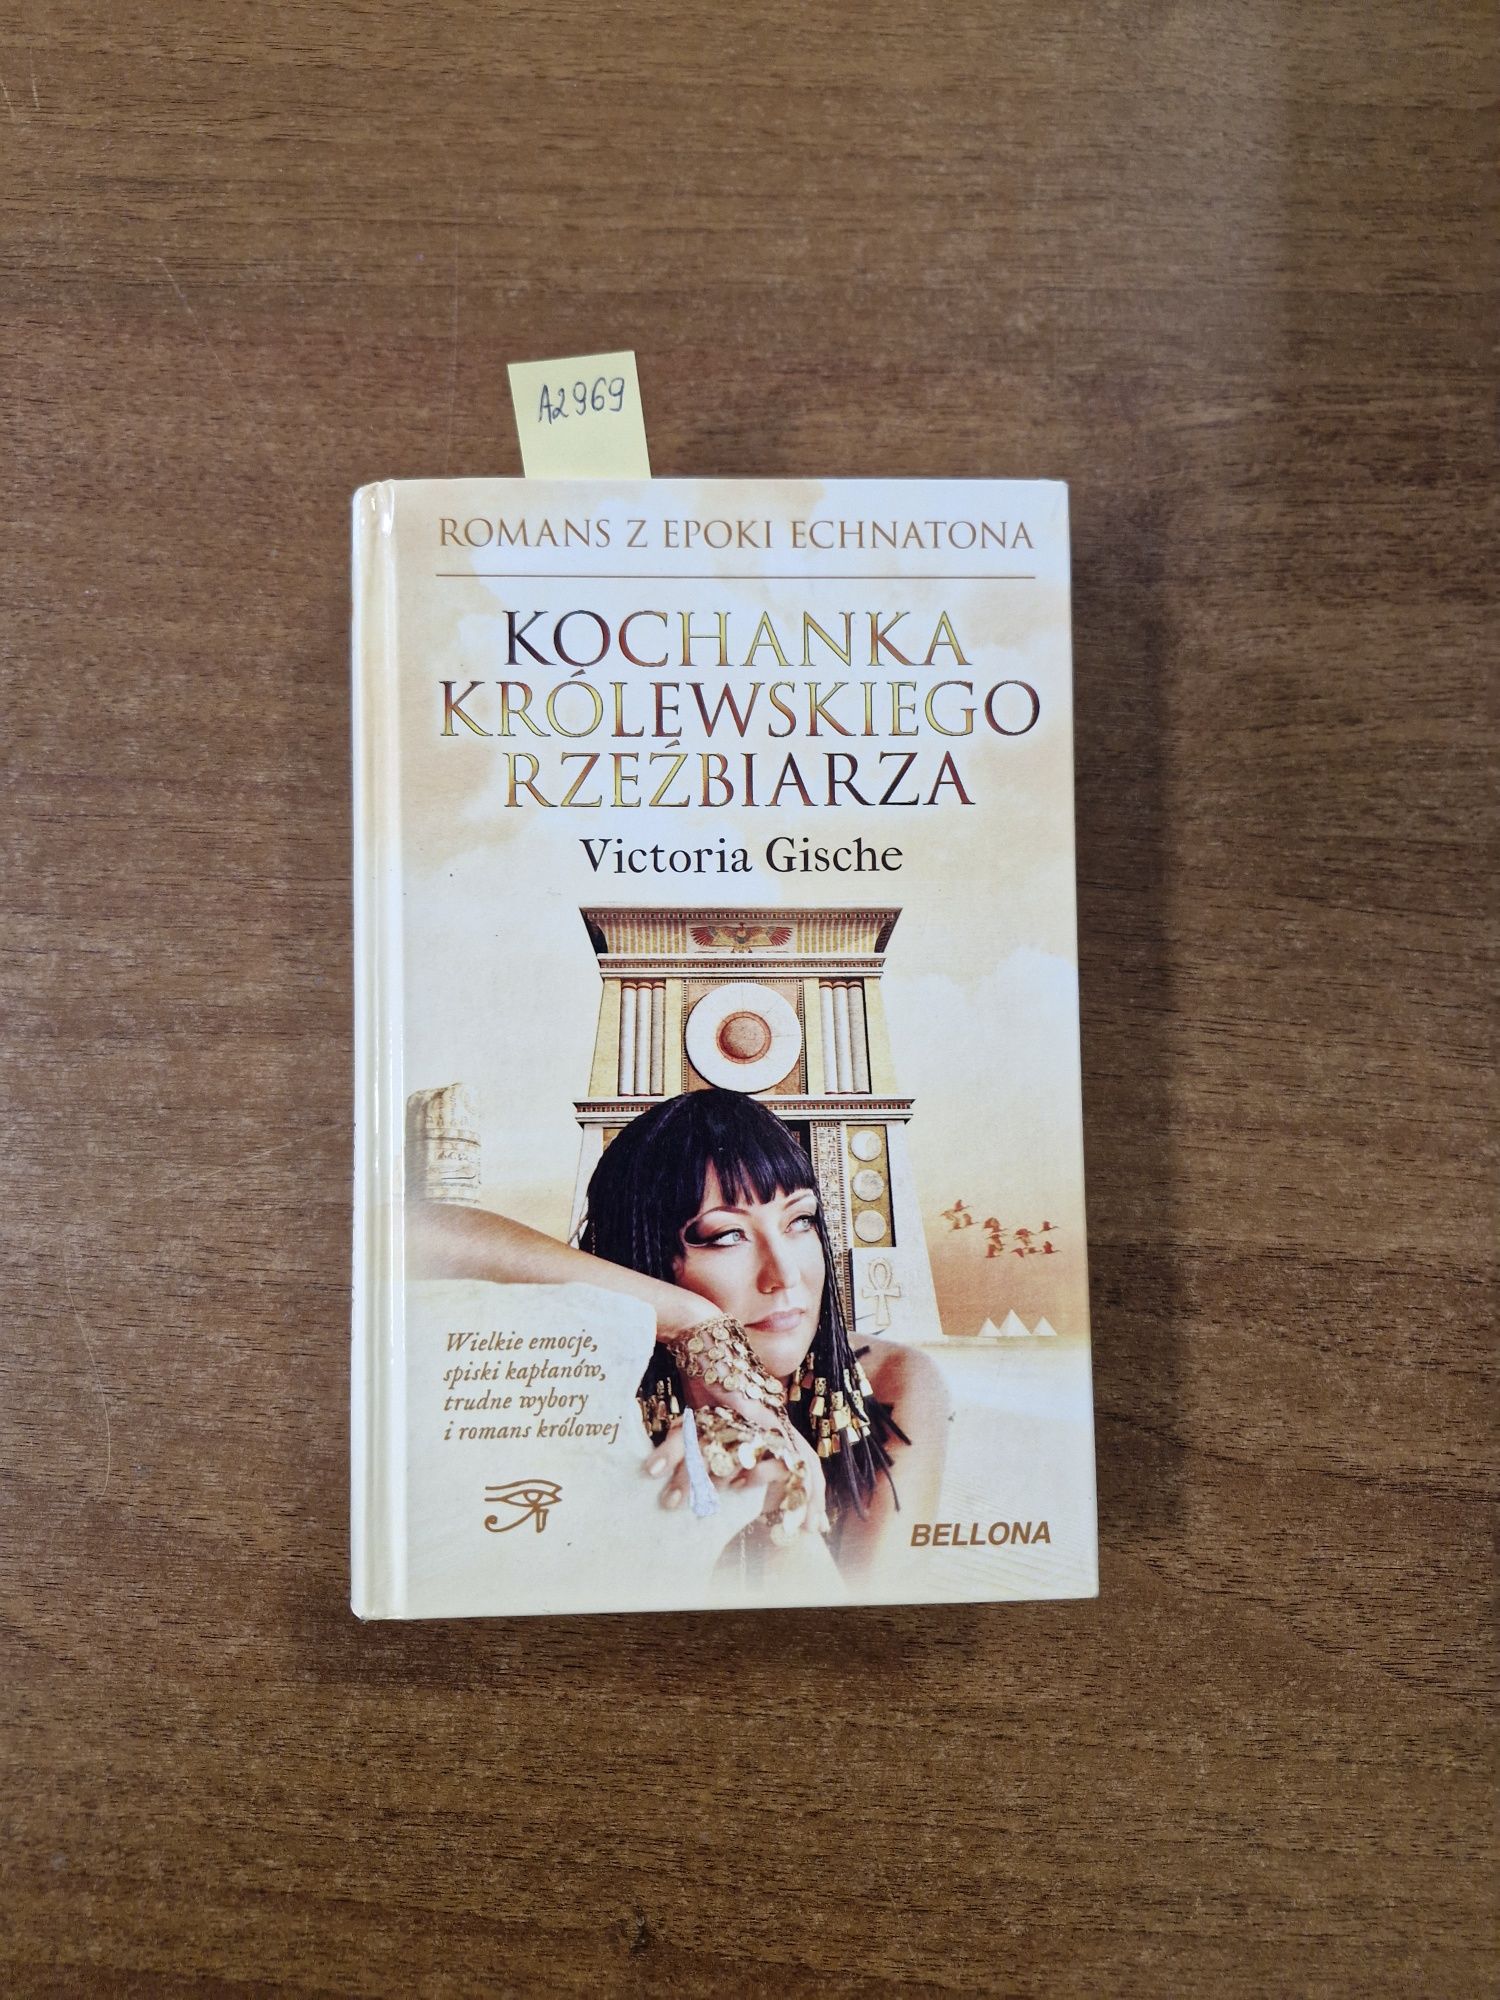 A2969
ROMANS Z EPOKI ECHNATONA
KOCHANKA
KRÓLEWSKIEGO
RZEŹBIARZA
Victoria Gische
Wielkie emocje,
spiski kapłanów,
trudne wybory
i romans królowej
BELLONA